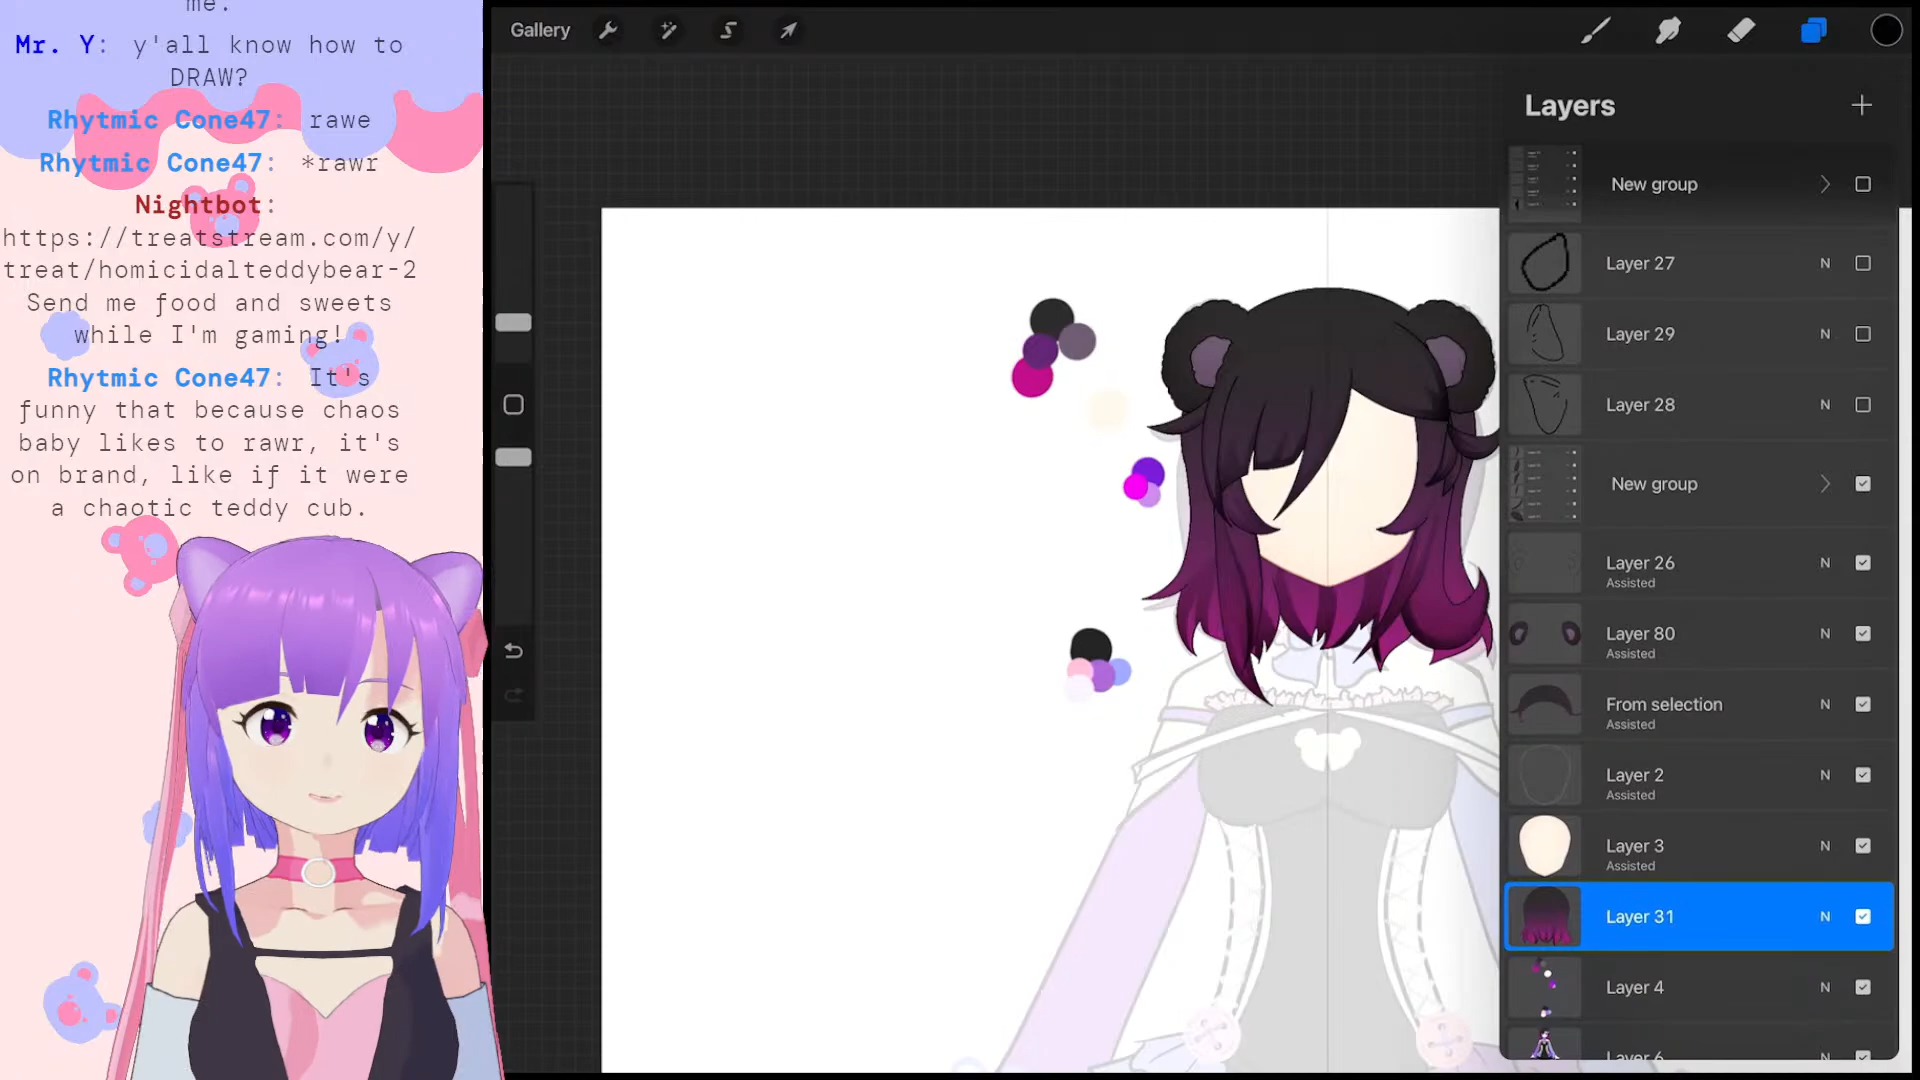 me.
Mr. Y: y'all know how to
DRAW?
Rhytmic Cone47: rawe
Rhytmic Cone47: *rawr
Nightbot:
https://treatstream.com/y/
treat/homicidalteddybear-2
Send me food and sweets
while I'm gaming!
Rhytmic Cone47: It's
funny that because chaos
baby likes to rawr, it's
on brand, like if it were
a chaotic teddy cub.
Gallery
Layers
New group
Layer 27 N
Layer 29 N
Layer 28 N
New group
Layer 26 N
Assisted
Layer 80 N
Assisted
From selection N
Assisted
Layer 2 N
Assisted
Layer 3 N
Assisted
Layer 31 N
Layer 4 N
Layer 6 N